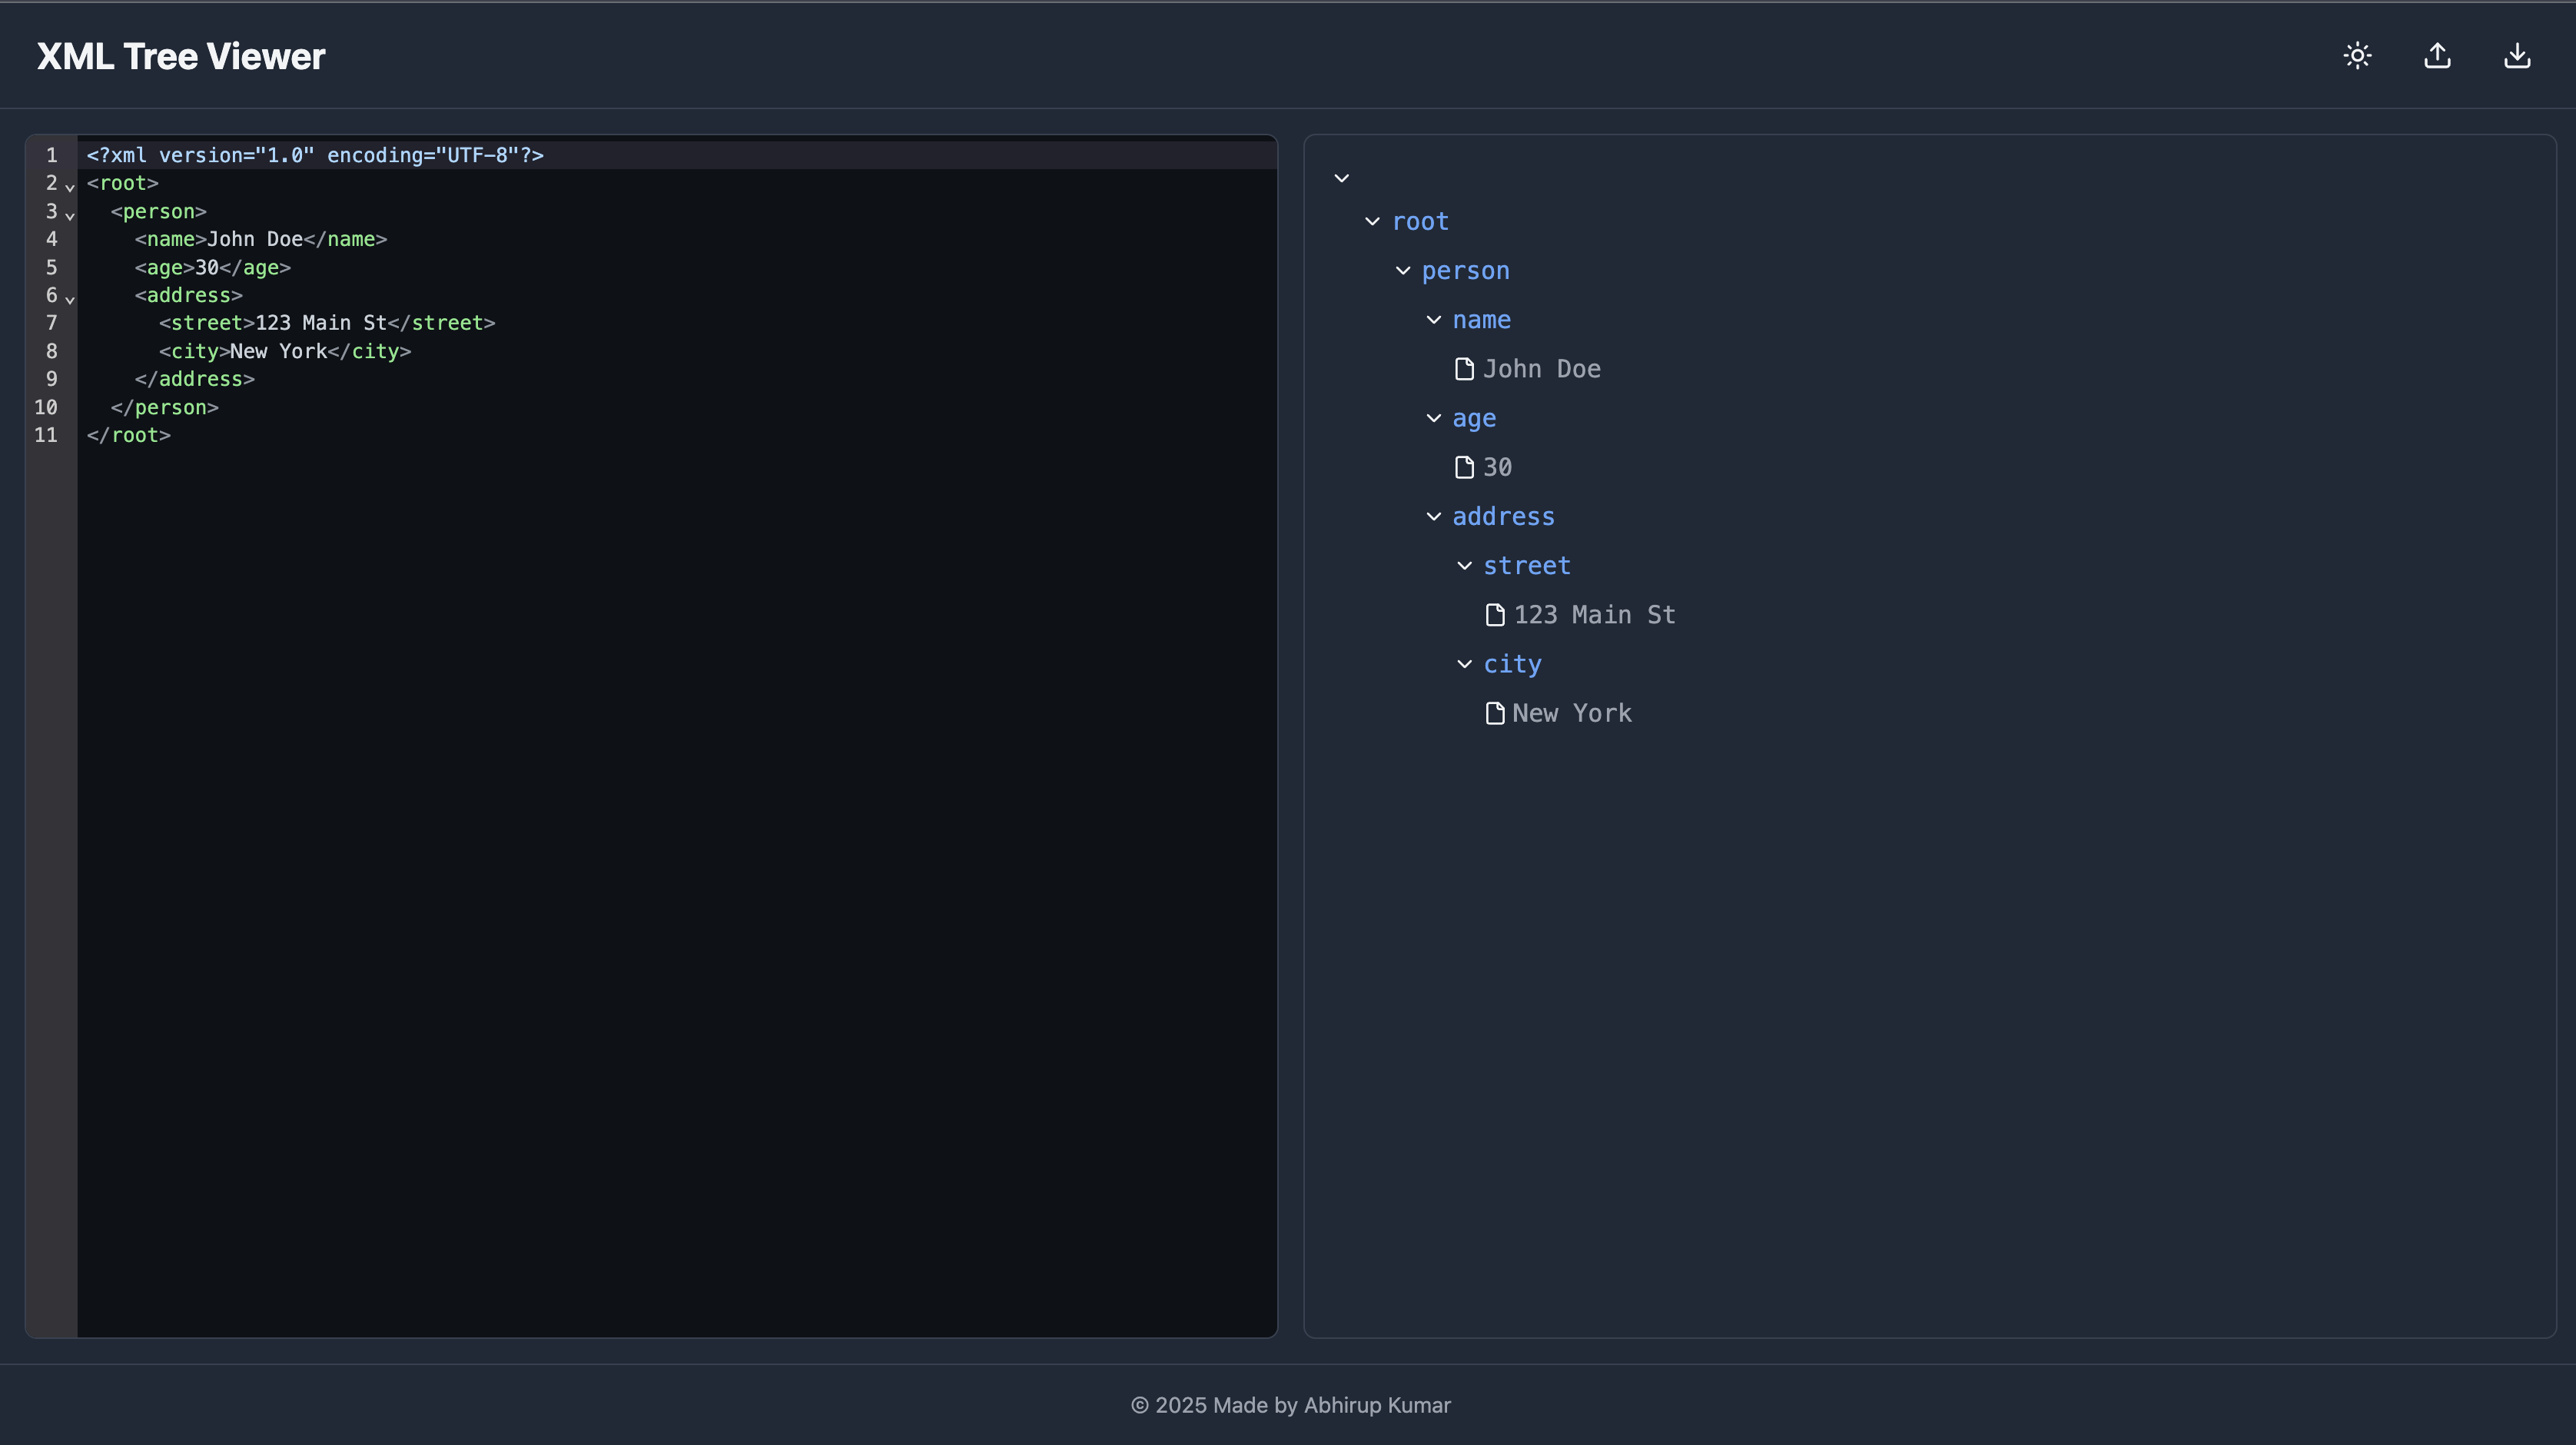 XML Tree Viewer
1 <?xml version="1.0" encoding="UTF-8"?>
2 <root>
3   <person>
4     <name>John Doe</name>
5     <age>30</age>
6     <address>
7       <street>123 Main St</street>
8       <city>New York</city>
9     </address>
10   </person>
11 </root>
root
person
name
John Doe
age
30
address
street
123 Main St
city
New York
© 2025 Made by Abhirup Kumar